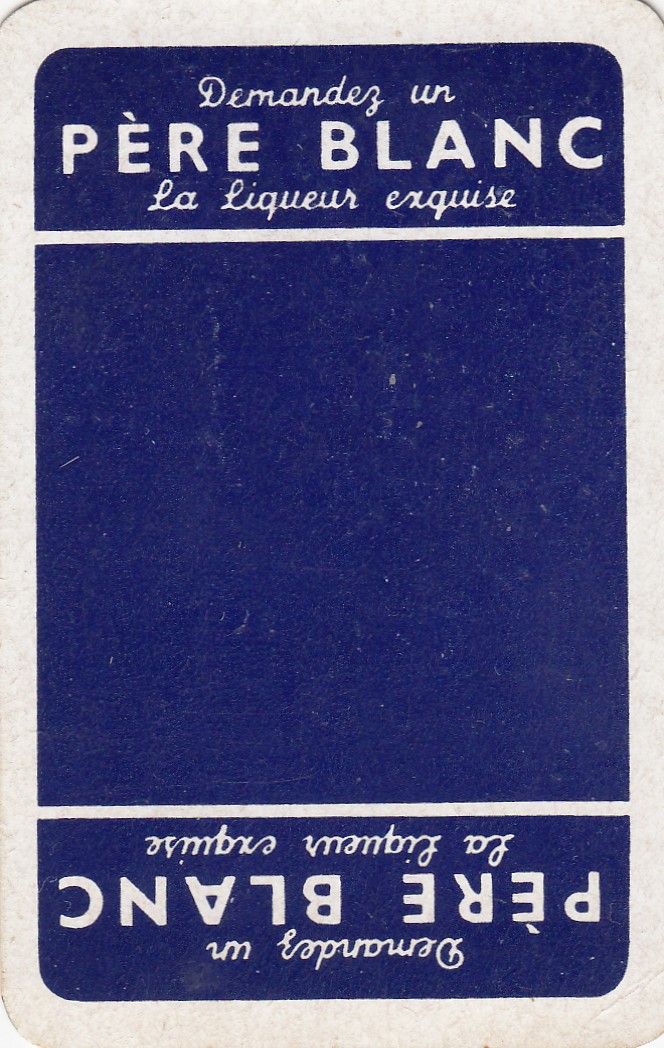 Demandez un
PÈRE BLANC
La Liqueur exquise
Demandez un
PÈRE BLANC
La Liqueur exquise